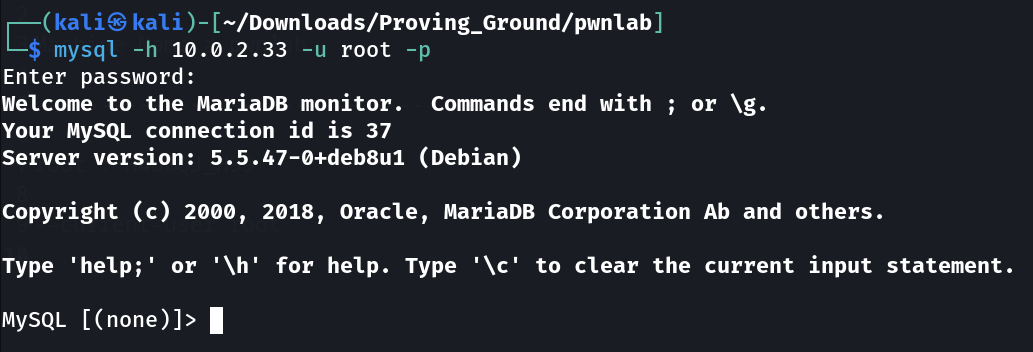 ┌──(kali㉿kali)-[~/Downloads/Proving_Ground/pwnlab]
└─$ mysql -h 10.0.2.33 -u root -p
Enter password:
Welcome to the MariaDB monitor.  Commands end with ; or \g.
Your MySQL connection id is 37
Server version: 5.5.47-0+deb8u1 (Debian)
Copyright (c) 2000, 2018, Oracle, MariaDB Corporation Ab and others.
Type 'help;' or '\h' for help. Type '\c' to clear the current input statement.
MySQL [(none)]>